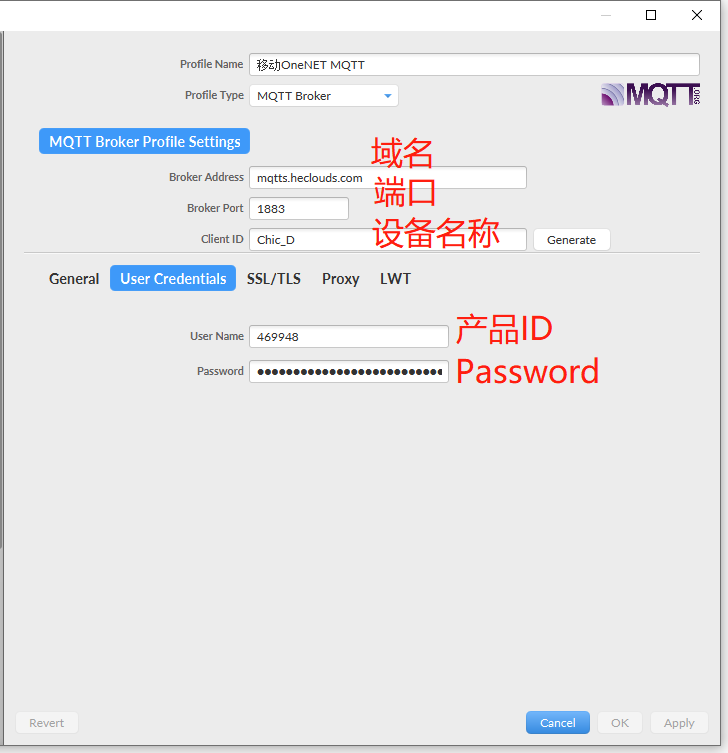 Profile Name 移动OneNET MQTT
Profile Type MQTT Broker
MQTT.ORG
MQTT Broker Profile Settings
域名
Broker Address mqtts.heclouds.com
端口
Broker Port 1883
设备名称
Client ID Chic_D Generate
General User Credentials SSL/TLS Proxy LWT
User Name 469948 产品ID
Password ●●●●●●●●●●●●●●●●●●●●●●●●●● Password
Revert Cancel OK Apply